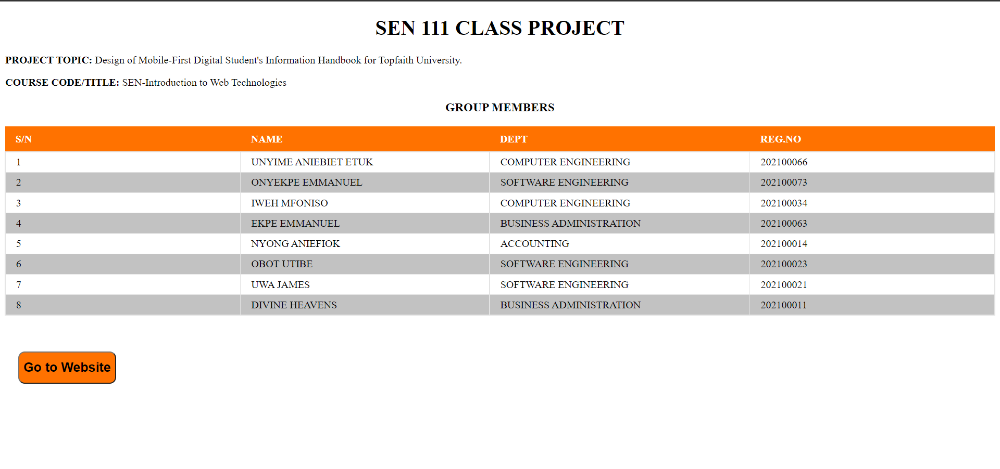 SEN 111 CLASS PROJECT
PROJECT TOPIC: Design of Mobile-First Digital Student's Information Handbook for Topfaith University.
COURSE CODE/TITLE: SEN-Introduction to Web Technologies
GROUP MEMBERS
S/N NAME DEPT REG.NO
1 UNYIME ANIEBIET ETUK COMPUTER ENGINEERING 202100066
2 ONYEKPE EMMANUEL SOFTWARE ENGINEERING 202100073
3 IWEH MFONISO COMPUTER ENGINEERING 202100034
4 EKPE EMMANUEL BUSINESS ADMINISTRATION 202100063
5 NYONG ANIEFIOK ACCOUNTING 202100014
6 OBOT UTIBE SOFTWARE ENGINEERING 202100023
7 UWA JAMES SOFTWARE ENGINEERING 202100021
8 DIVINE HEAVENS BUSINESS ADMINISTRATION 202100011
Go to Website